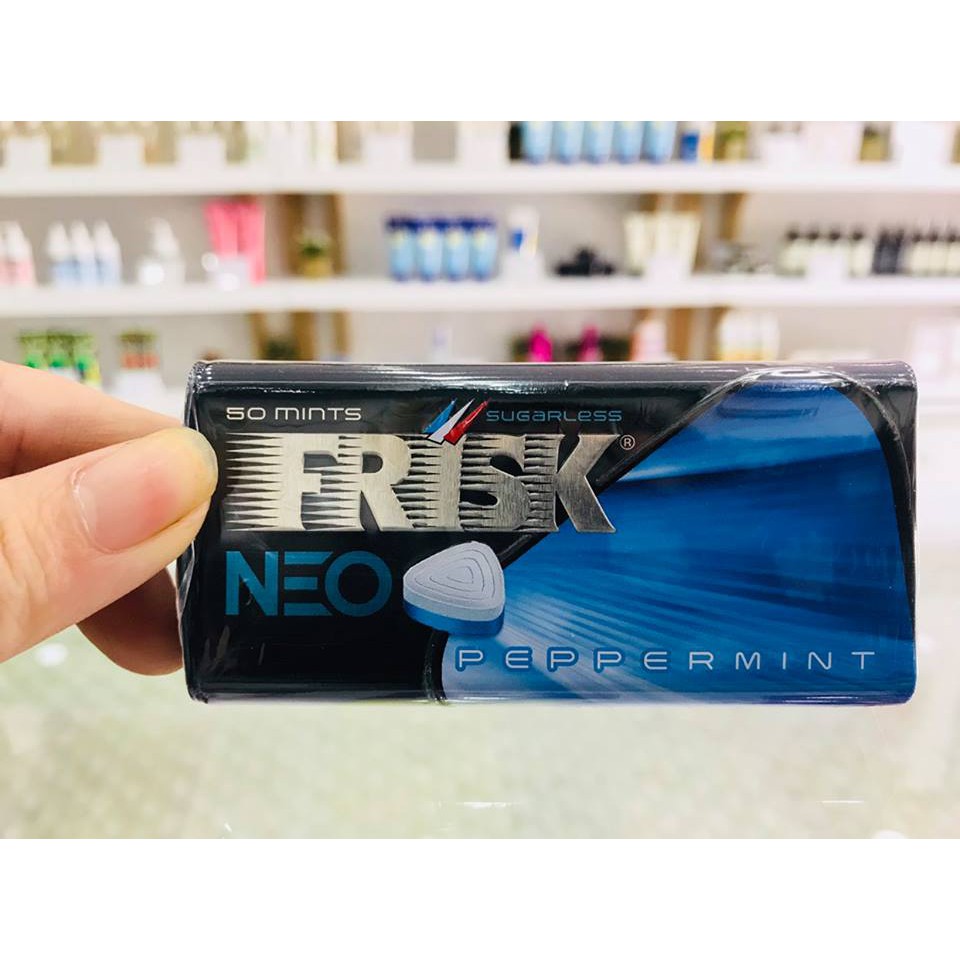 50 MINTS
SUGARLESS
FRISK®
NEO
PEPPERMINT